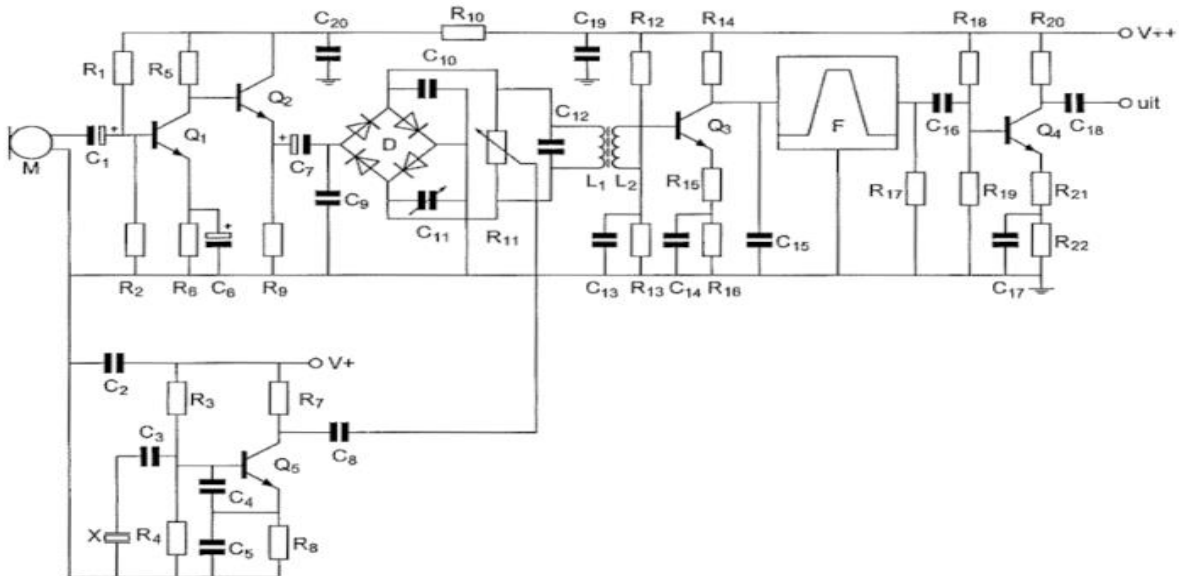 C20 R10 C19 R12 R14 R18 R20
V++
R1 R5 C10
Q2 C12
Q1 D Q3 F C16 Q4 C18 uit
M C1 C7 L1 L2
C9 R15 R17 R19 R21
C11 R11 C15 R22
R2 R6 C6 R9 C13 R13 C14 R16 C17
C2 V+
R3 R7
C3 C8
Q5
C4
X R4 C5 R8